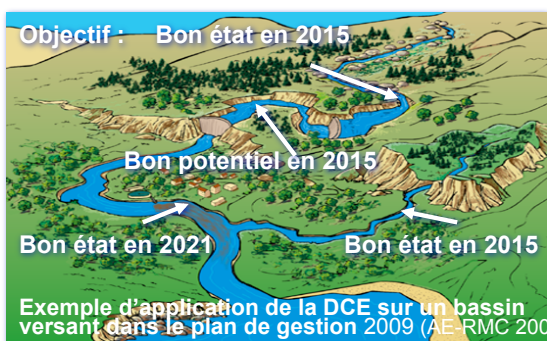 Objectif : Bon état en 2015
Bon potentiel en 2015
Bon état en 2021 Bon état en 2015
Exemple d'application de la DCE sur un bassin
versant dans le plan de gestion 2009 (AE-RMC 200